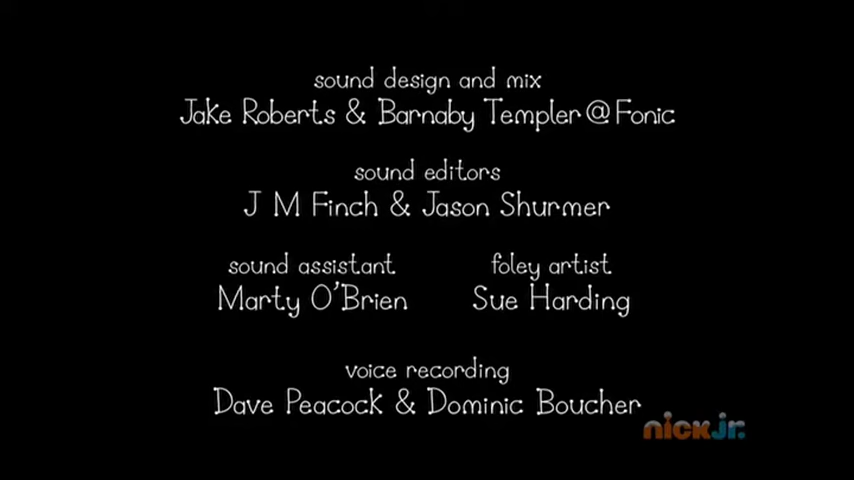 sound design and mix
Jake Roberts & Barnaby Templer @ Fonic
sound editors
J M Finch & Jason Shurmer
sound assistant
Marty O'Brien
foley artist
Sue Harding
voice recording
Dave Peacock & Dominic Boucher
nick jr.